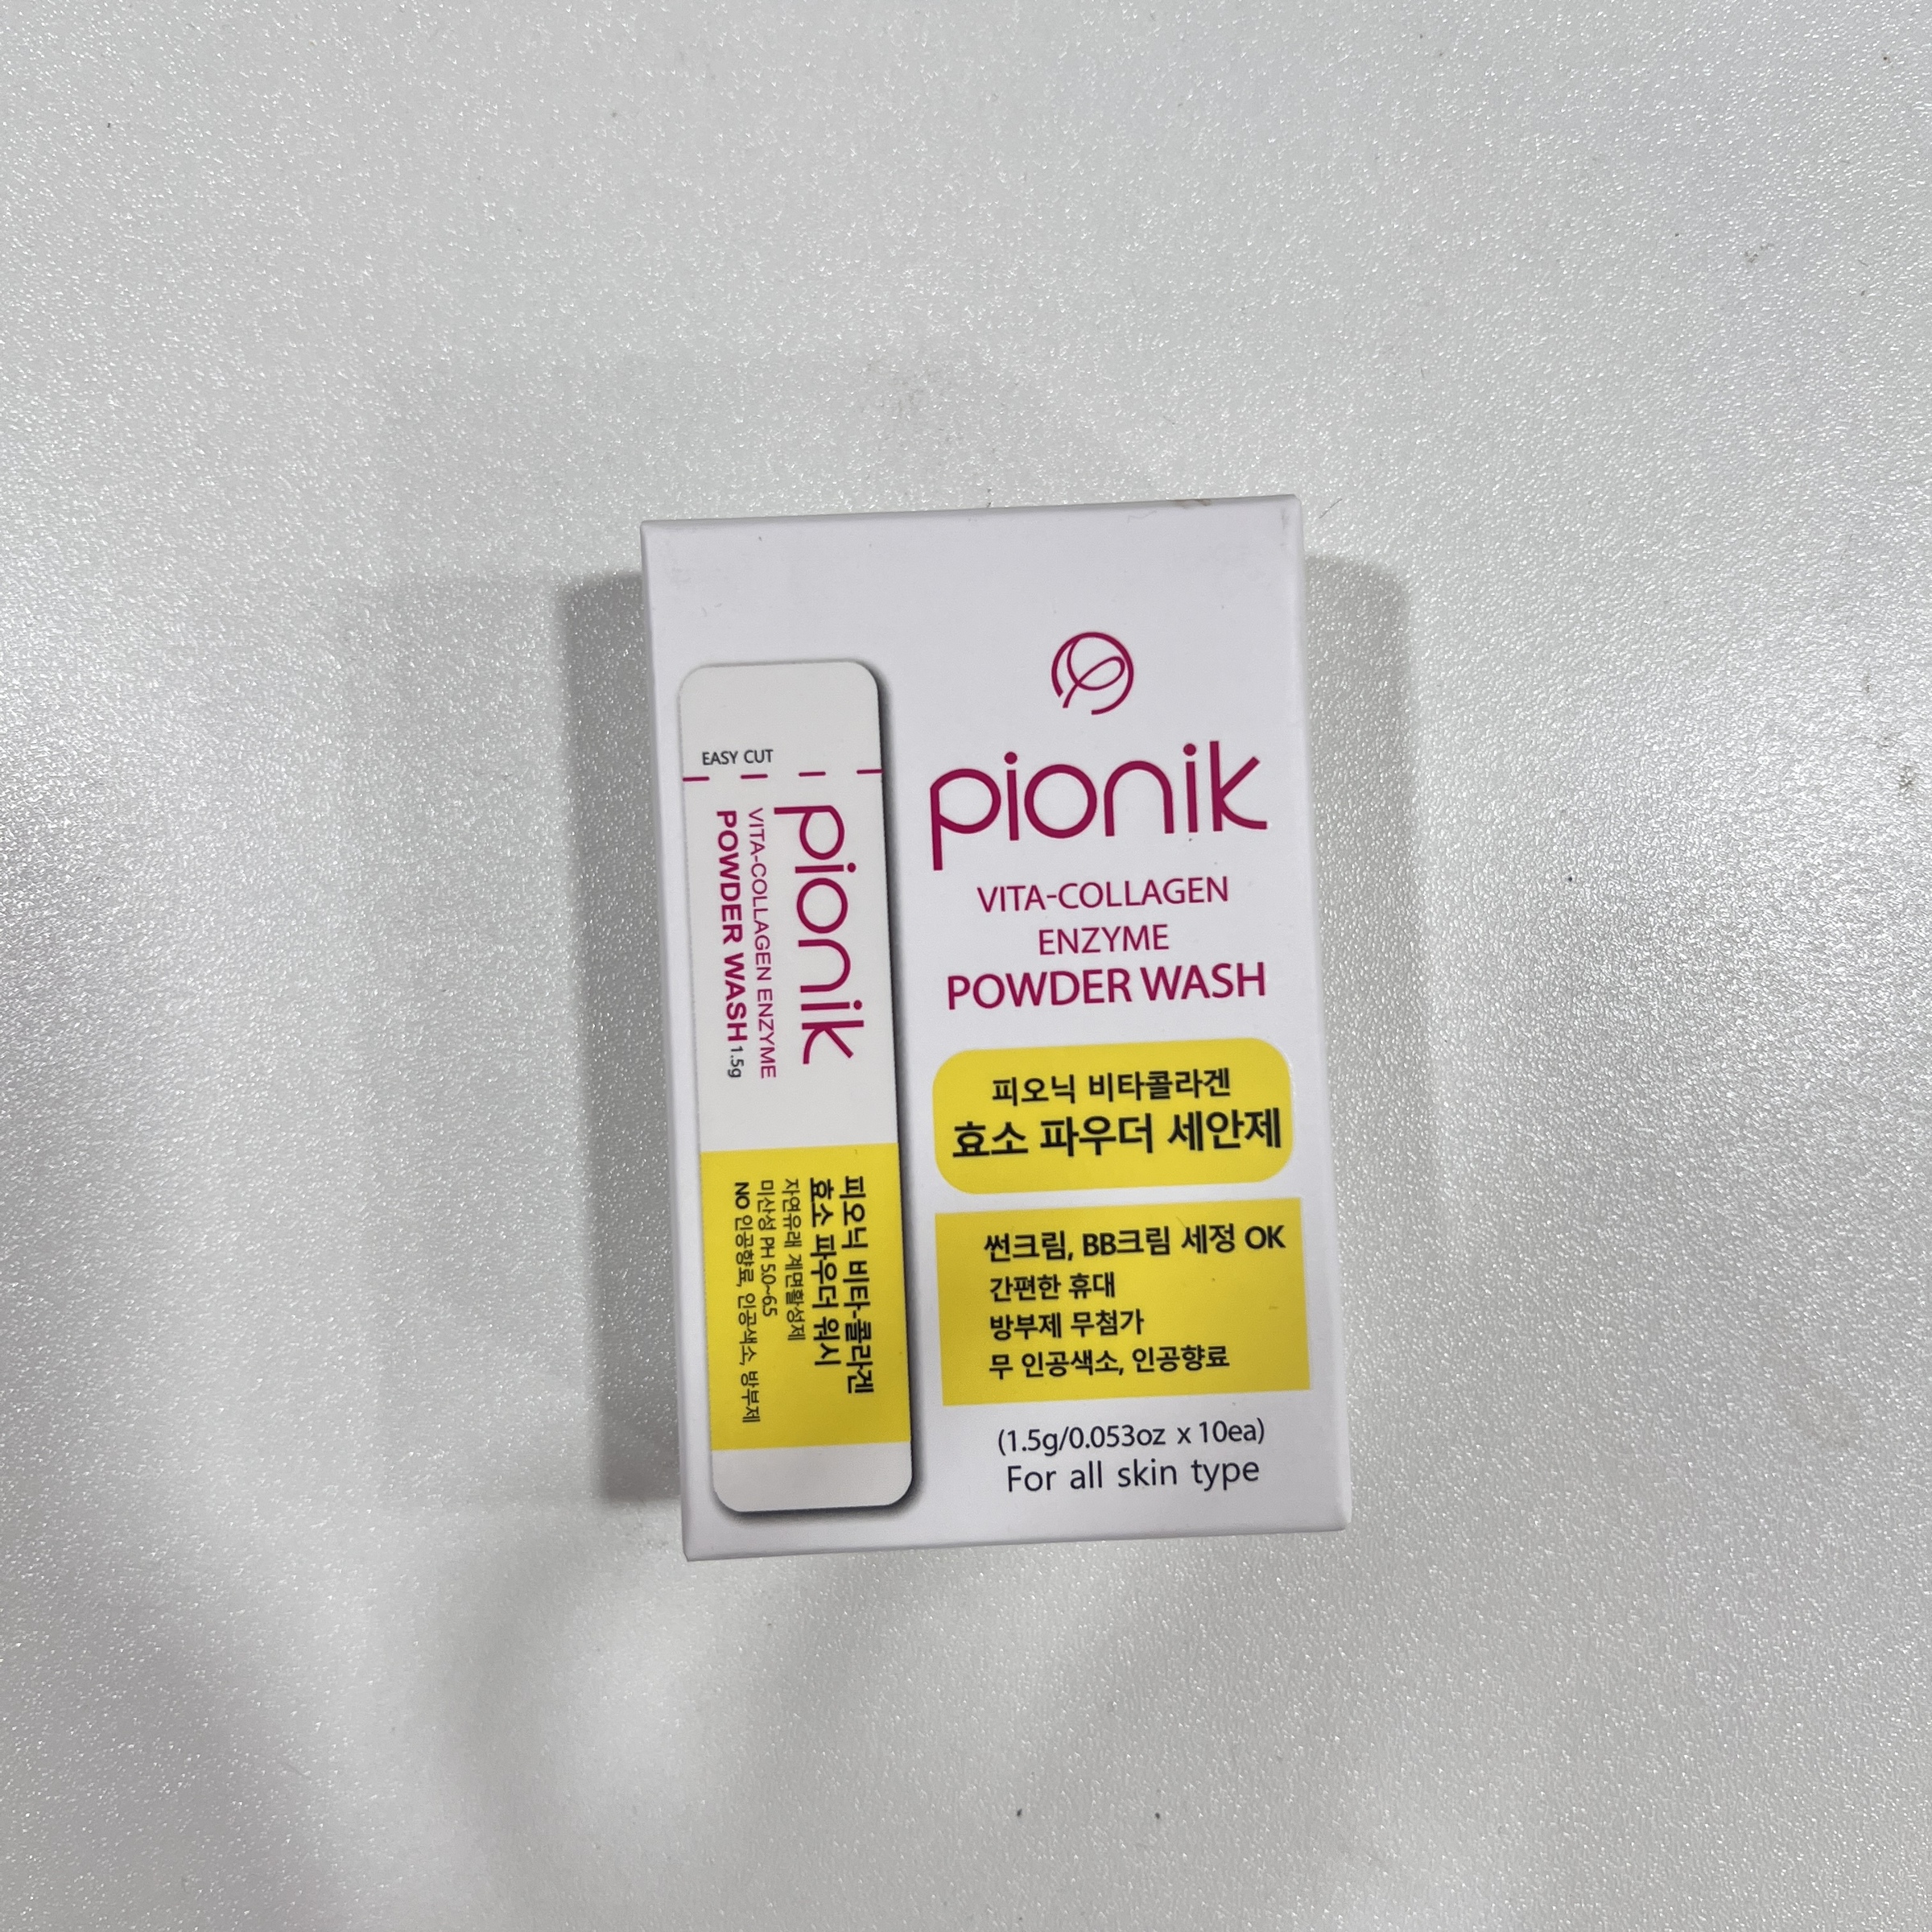 EASY CUT
pionik
VITA-COLLAGEN ENZYME
POWDER WASH 1.5g
피오닉 비타-콜라겐
효소 파우더 워시
자연유래 계면활성제
미산성 PH 5.0~6.5
NO 인공향료, 인공색소, 방부제
pionik
VITA-COLLAGEN
ENZYME
POWDER WASH
피오닉 비타콜라겐
효소 파우더 세안제
썬크림, BB크림 세정 OK
간편한 휴대
방부제 무첨가
무 인공색소, 인공향료
(1.5g/0.053oz x 10ea)
For all skin type